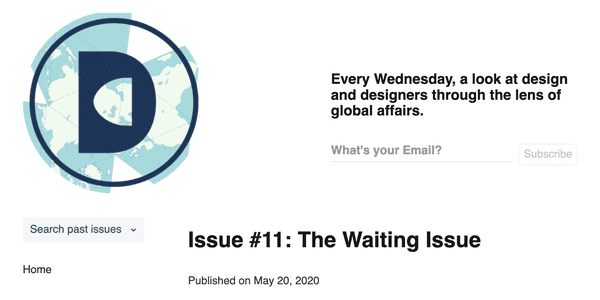 D
Every Wednesday, a look at design
and designers through the lens of
global affairs.
What's your Email?
Subscribe
Search past issues
Home
Issue #11: The Waiting Issue
Published on May 20, 2020